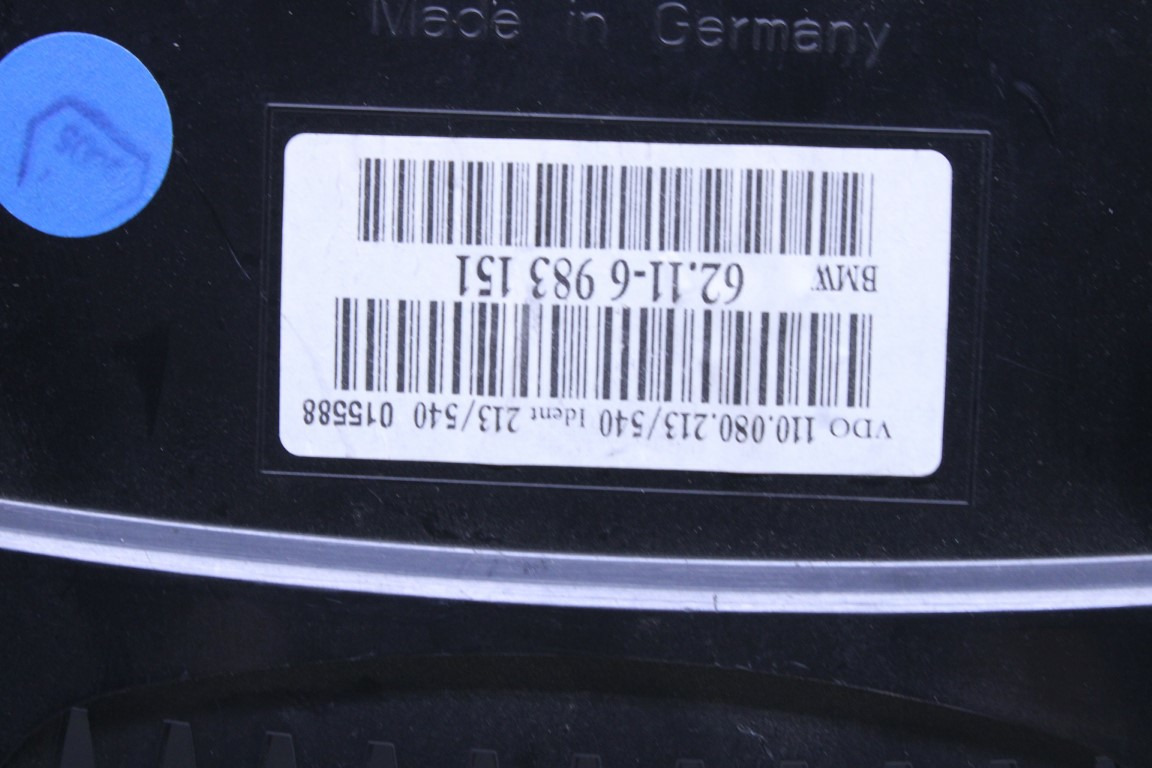 Made in Germany
VDO 110.080.213/540 Ident 213/540 015588
BMW 62.11-6 983 151